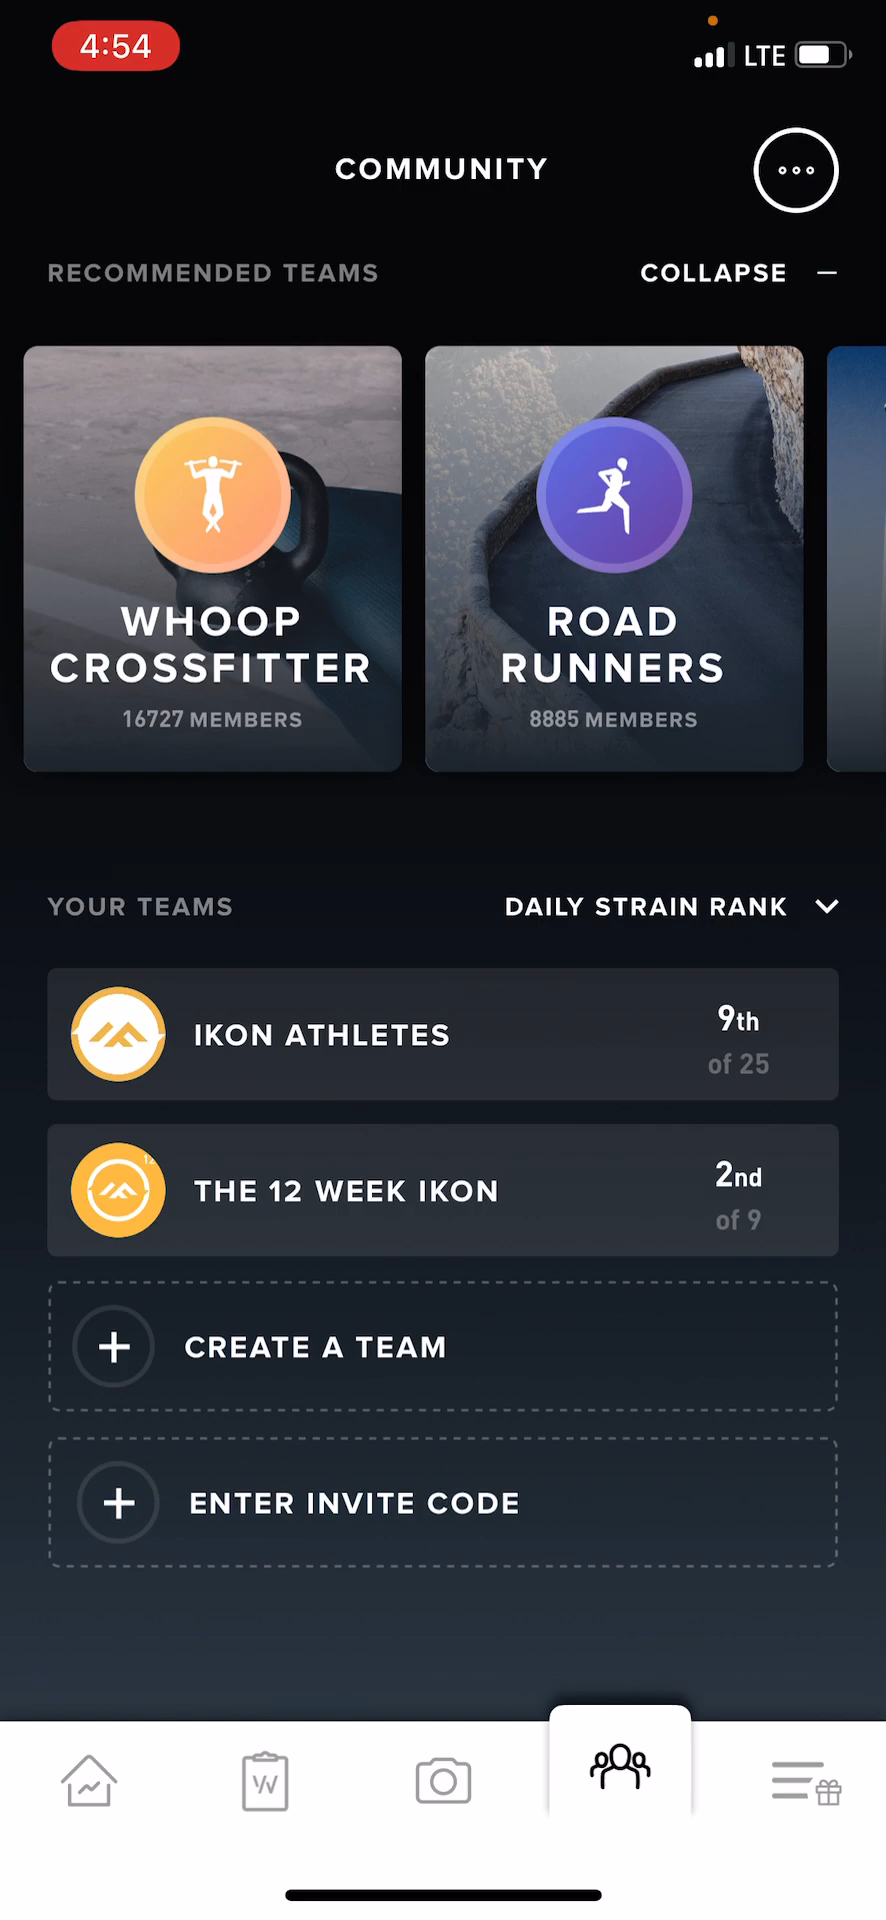 4:54
LTE
COMMUNITY
RECOMMENDED TEAMS
COLLAPSE
WHOOP
CROSSFITTER
16727 MEMBERS
ROAD
RUNNERS
8885 MEMBERS
YOUR TEAMS
DAILY STRAIN RANK
IKON ATHLETES
9th
of 25
12
THE 12 WEEK IKON
2nd
of 9
CREATE A TEAM
ENTER INVITE CODE
W